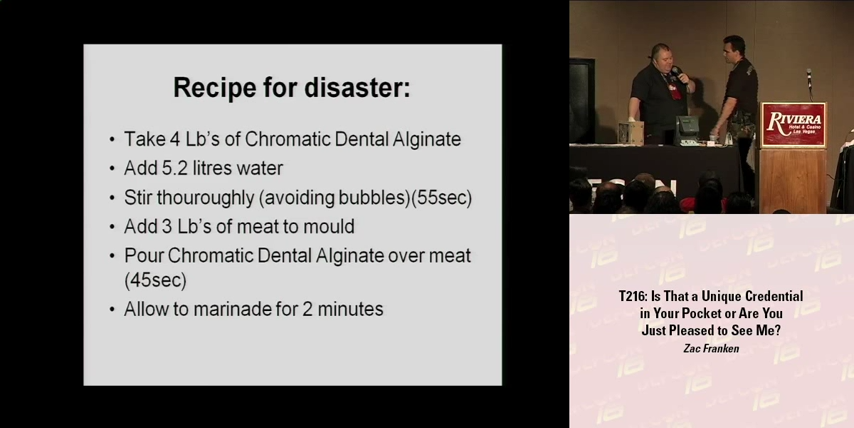 Recipe for disaster:
• Take 4 Lb's of Chromatic Dental Alginate
• Add 5.2 litres water
• Stir thouroughly (avoiding bubbles)(55sec)
• Add 3 Lb's of meat to mould
• Pour Chromatic Dental Alginate over meat
(45sec)
• Allow to marinade for 2 minutes
RIVIERA
Hotel & Casino
Las Vegas
T216: Is That a Unique Credential
in Your Pocket or Are You
Just Pleased to See Me?
Zac Franken